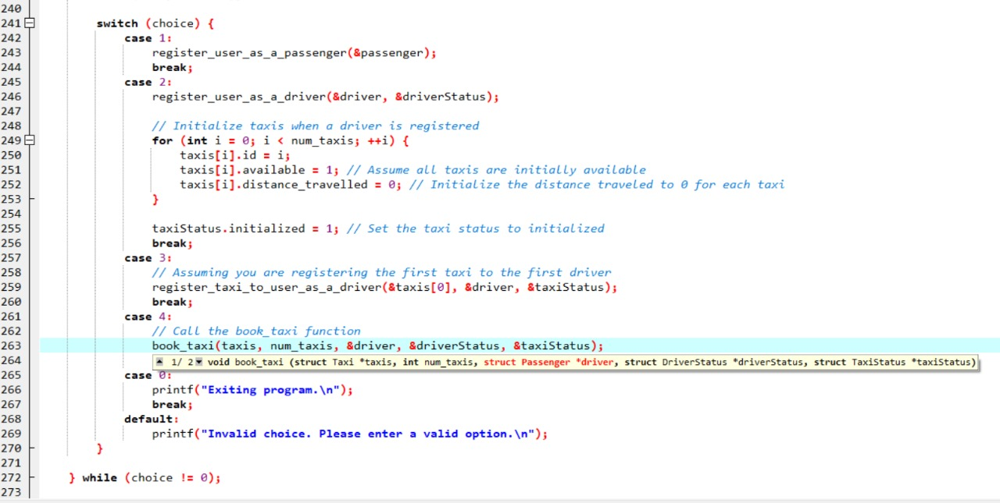 240
241 switch (choice) {
242 case 1:
243 register_user_as_a_passenger(&passenger);
244 break;
245 case 2:
246 register_user_as_a_driver(&driver, &driverStatus);
247
248 // Initialize taxis when a driver is registered
249 for (int i = 0; i < num_taxis; ++i) {
250 taxis[i].id = i;
251 taxis[i].available = 1; // Assume all taxis are initially available
252 taxis[i].distance_travelled = 0; // Initialize the distance traveled to 0 for each taxi
253 }
254
255 taxiStatus.initialized = 1; // Set the taxi status to initialized
256 break;
257 case 3:
258 // Assuming you are registering the first taxi to the first driver
259 register_taxi_to_user_as_a_driver(&taxis[0], &driver, &taxiStatus);
260 break;
261 case 4:
262 // Call the book_taxi function
263 book_taxi(taxis, num_taxis, &driver, &driverStatus, &taxiStatus);
264 1/ 2 void book_taxi (struct Taxi *taxis, int num_taxis, struct Passenger *driver, struct DriverStatus *driverStatus, struct TaxiStatus *taxiStatus)
265 case 0:
266 printf("Exiting program.\n");
267 break;
268 default:
269 printf("Invalid choice. Please enter a valid option.\n");
270 }
271
272 } while (choice != 0);
273